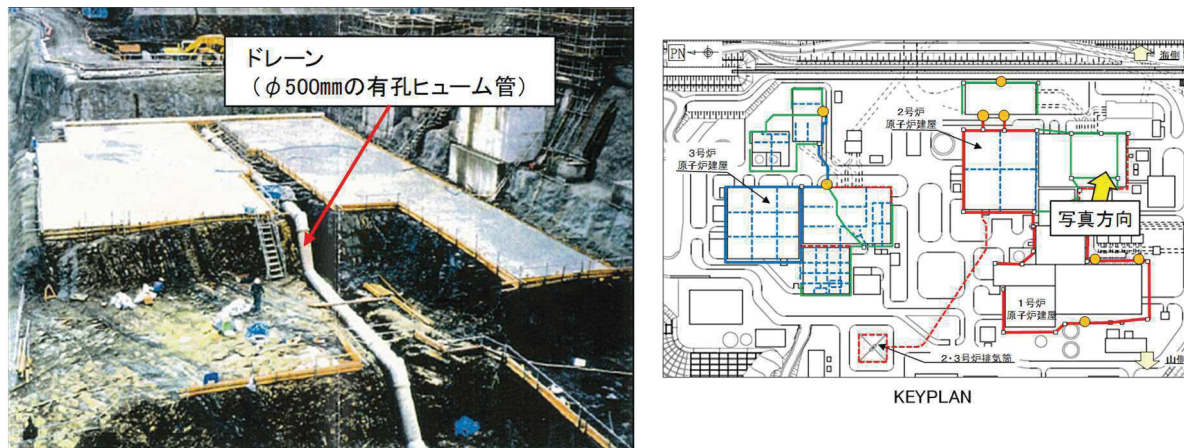 ドレーン
(φ500mmの有孔ヒューム管)
PN
海側
2号炉
原子炉建屋
3号炉
原子炉建屋
写真方向
1号炉
原子炉建屋
2・3号炉排気筒
山側
KEYPLAN